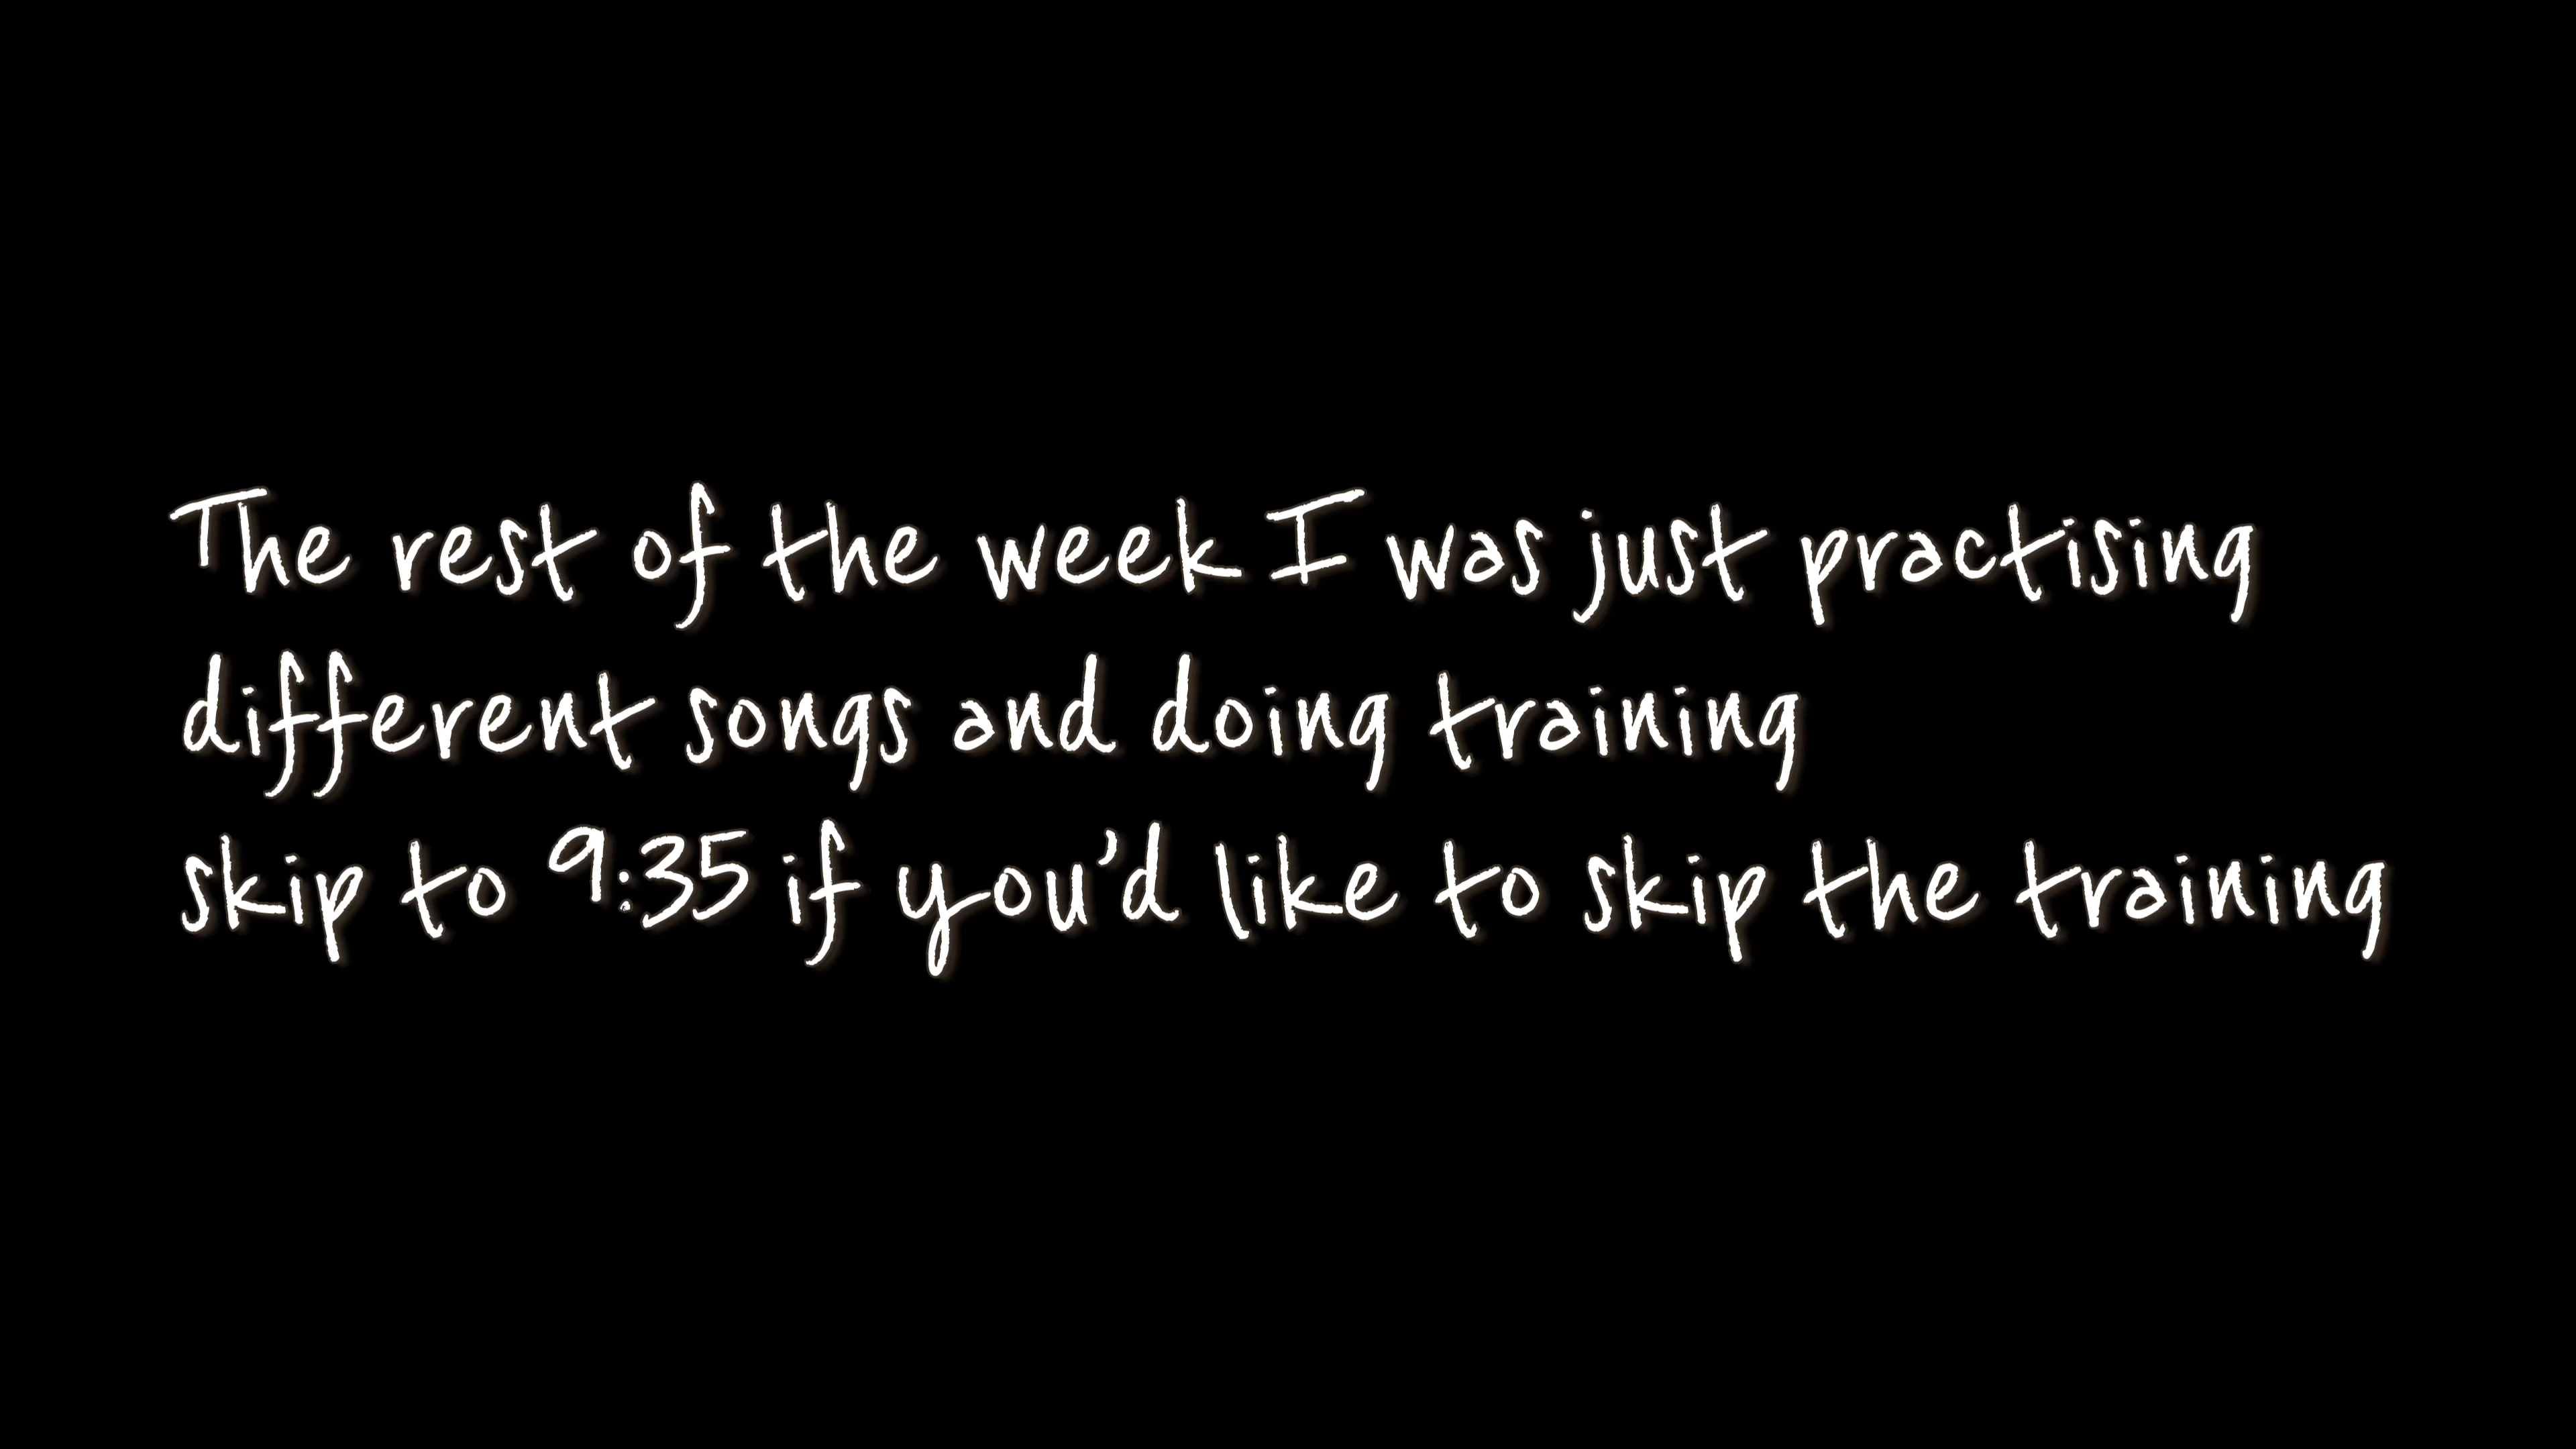 The rest of the week I was just practising
different songs and doing training
skip to 9:35 if you'd like to skip the training